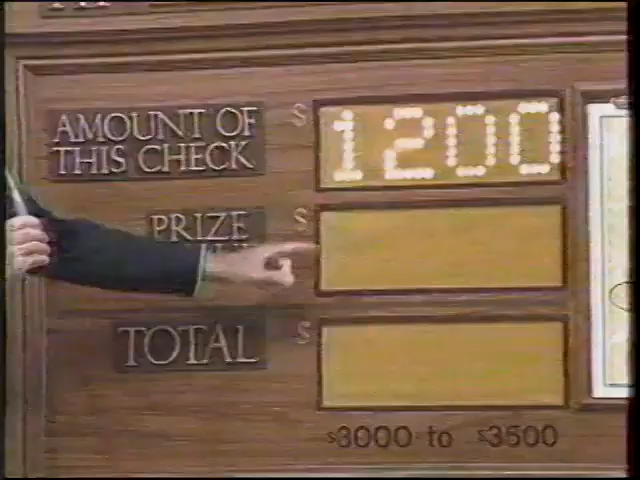 AMOUNT OF
THIS CHECK
$ 1200
PRIZE
$
TOTAL
$
$3000 to $3500